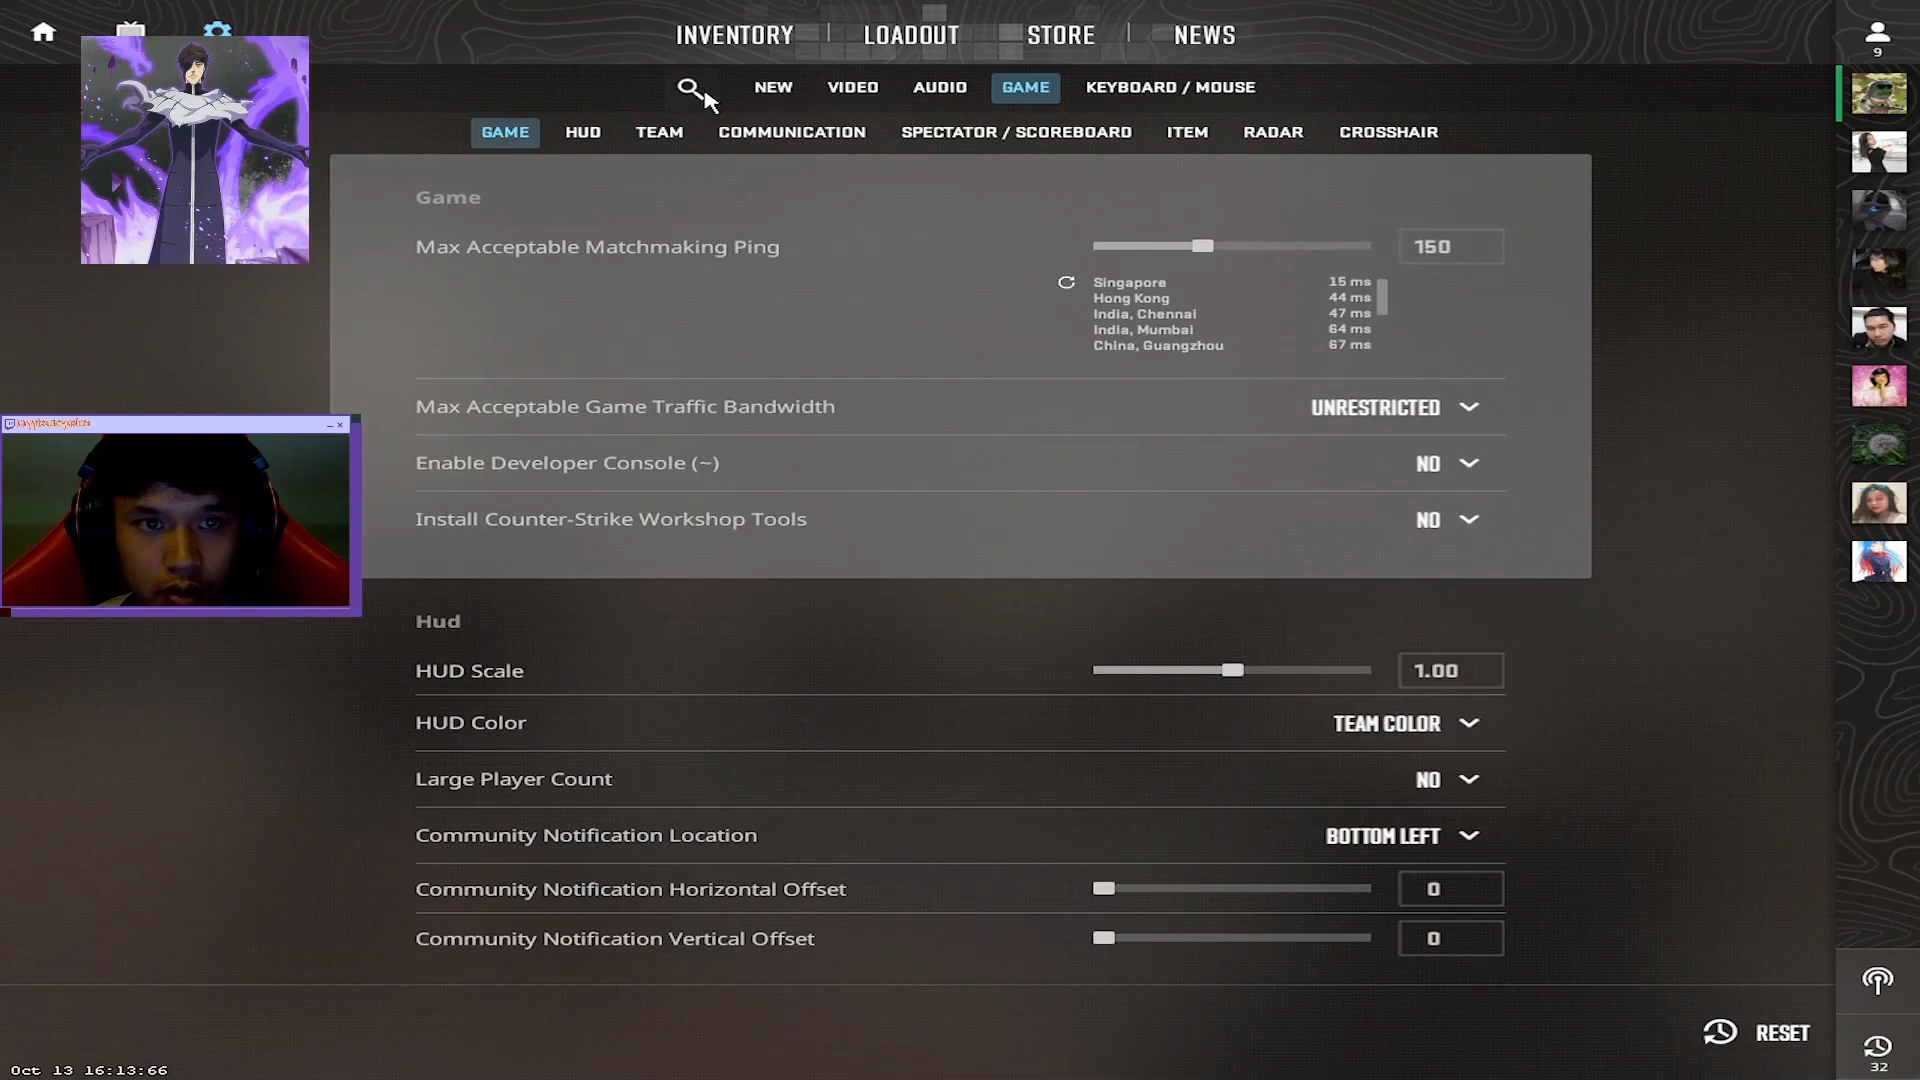 INVENTORY
LOADOUT
STORE
NEWS
9
NEW
VIDEO
AUDIO
GAME
KEYBOARD / MOUSE
GAME
HUD
TEAM
COMMUNICATION
SPECTATOR / SCOREBOARD
ITEM
RADAR
CROSSHAIR
Game
Max Acceptable Matchmaking Ping
150
Singapore 15 ms
Hong Kong 44 ms
India, Chennai 47 ms
India, Mumbai 64 ms
China, Guangzhou 67 ms
Max Acceptable Game Traffic Bandwidth
UNRESTRICTED
Enable Developer Console (~)
NO
Install Counter-Strike Workshop Tools
NO
Hud
HUD Scale
1.00
HUD Color
TEAM COLOR
Large Player Count
NO
Community Notification Location
BOTTOM LEFT
Community Notification Horizontal Offset
0
Community Notification Vertical Offset
0
RESET
32
Oct 13 16:13:66